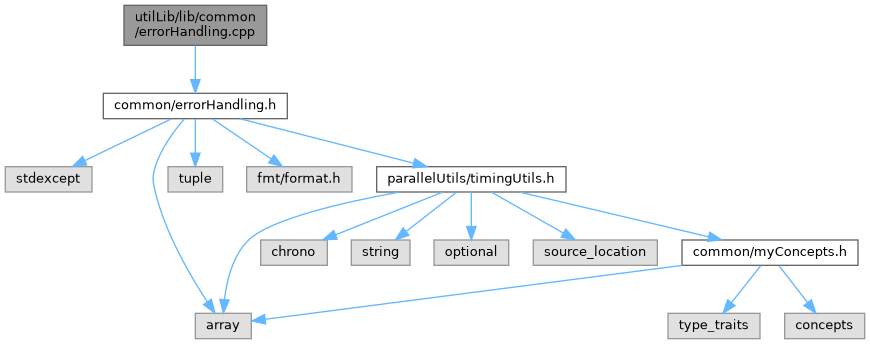 utilLib/lib/common
/errorHandling.cpp
common/errorHandling.h
stdexcept
tuple
fmt/format.h
parallelUtils/timingUtils.h
chrono
string
optional
source_location
common/myConcepts.h
array
type_traits
concepts